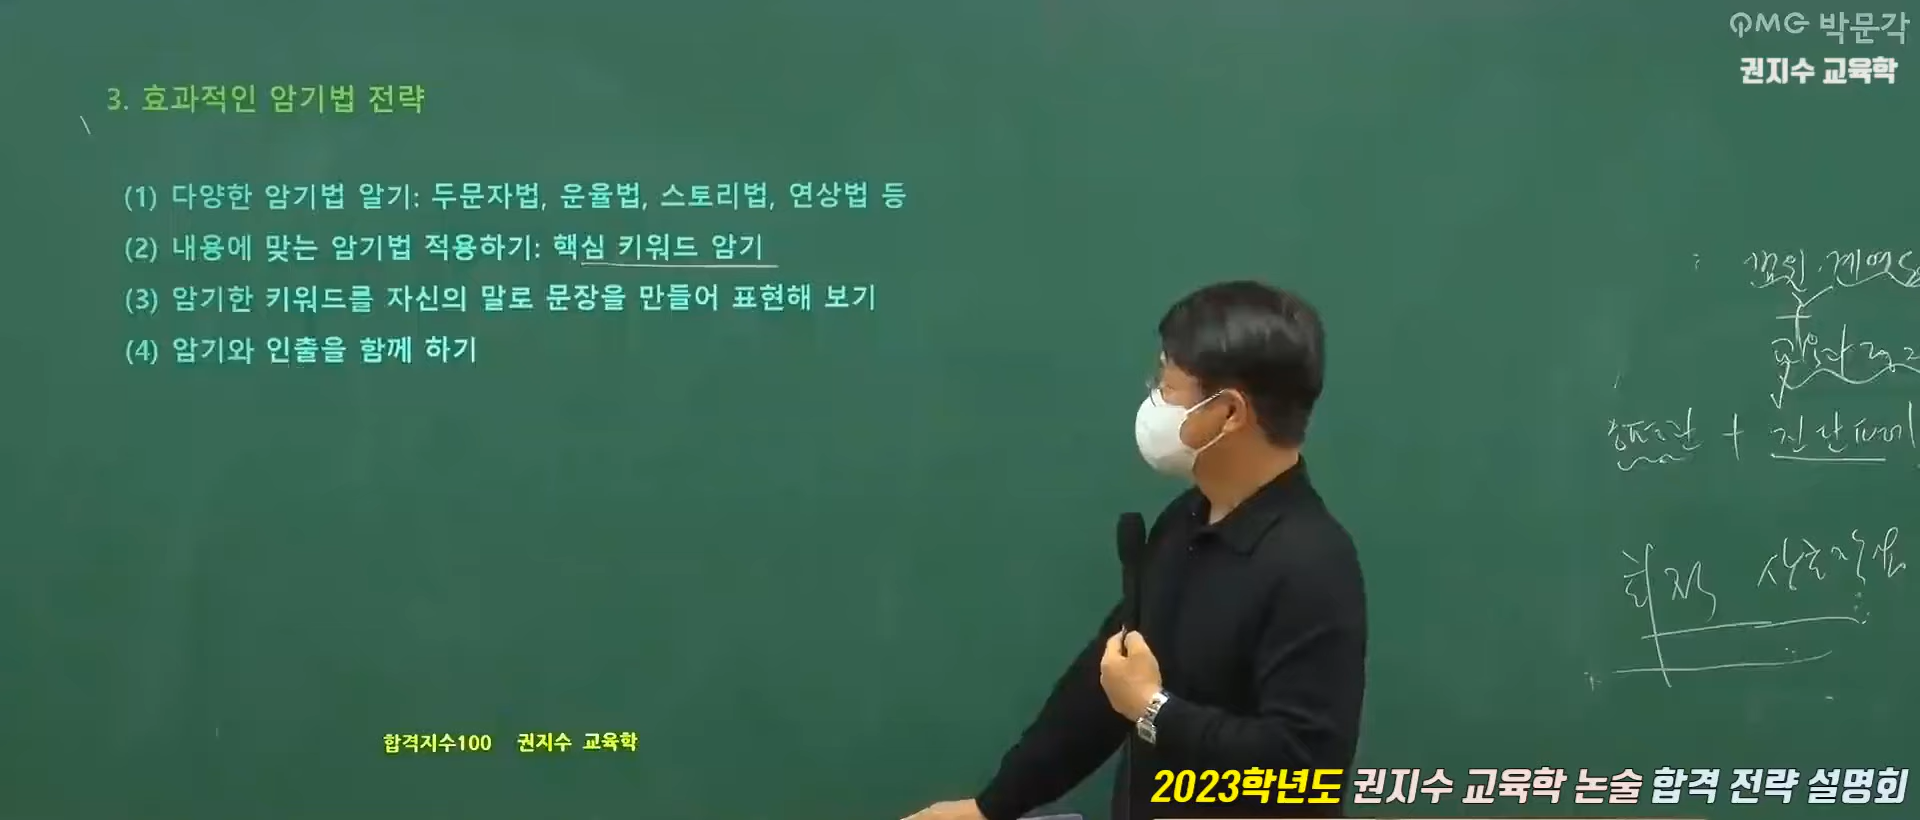 PMG 박문각
권지수 교육학
3. 효과적인 암기법 전략
(1) 다양한 암기법 알기: 두문자법, 운율법, 스토리법, 연상법 등
(2) 내용에 맞는 암기법 적용하기: 핵심 키워드 암기
(3) 암기한 키워드를 자신의 말로 문장을 만들어 표현해 보기
(4) 암기와 인출을 함께 하기
+
합격지수100 권지수 교육학
2023학년도 권지수 교육학 논술 합격 전략 설명회